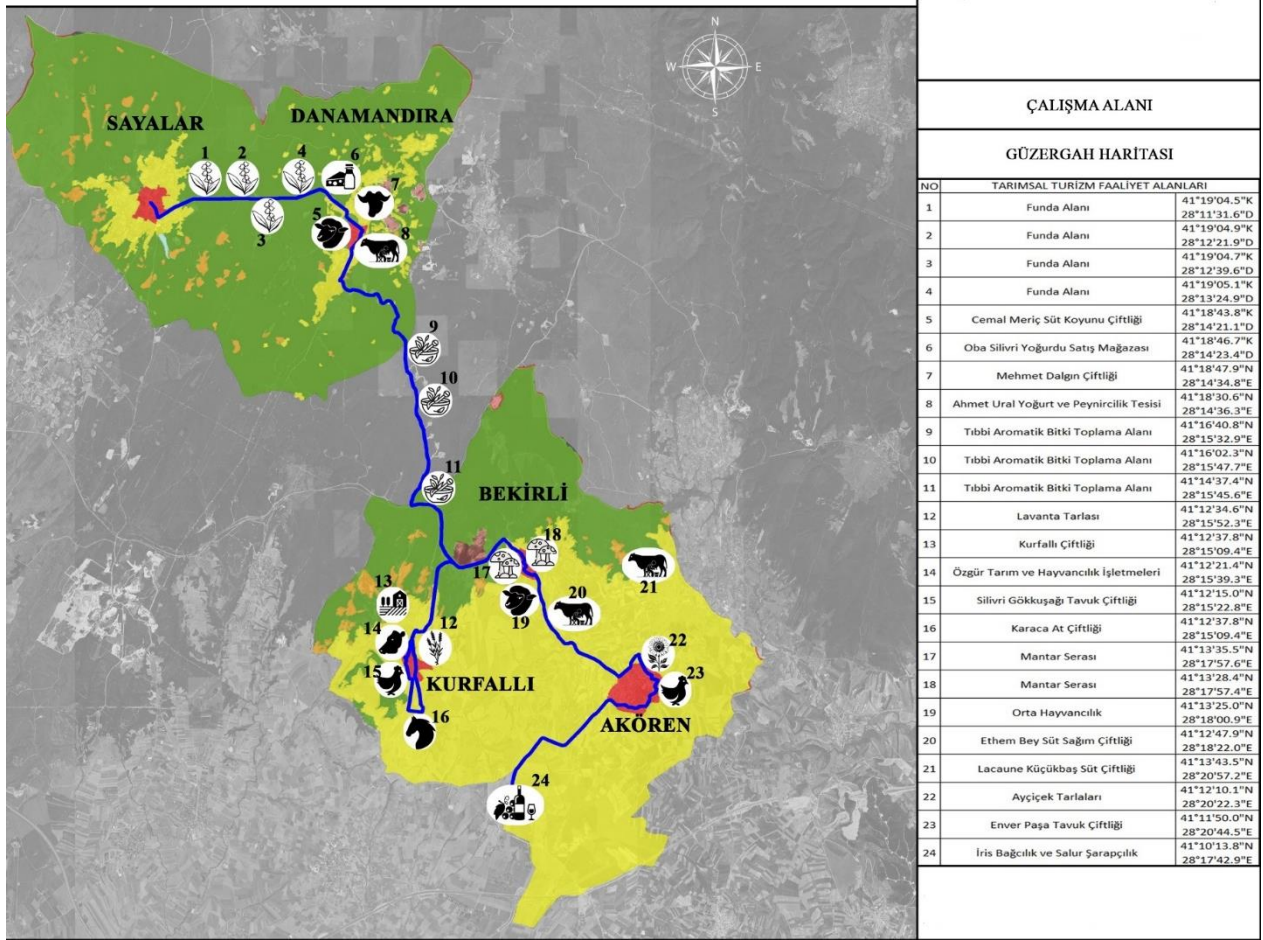 N
W E
S
SAYALAR
DANAMANDIRA
1
2
4
6
7
3
5
8
9
10
11
BEKİRLİ
18
17
13
20
21
19
12
14
22
15
23
KURFALLI
16
AKÖREN
24
ÇALIŞMA ALANI
GÜZERGAH HARİTASI
NO TARIMSAL TURİZM FAALİYET ALANLARI
1 Funda Alanı 41°19'04.5"K
28°11'31.6"D
2 Funda Alanı 41°19'04.9"K
28°12'21.9"D
3 Funda Alanı 41°19'04.7"K
28°12'39.6"D
4 Funda Alanı 41°19'05.1"K
28°13'24.9"D
5 Cemal Meriç Süt Koyunu Çiftliği 41°18'43.8"K
28°14'21.1"D
6 Oba Silivri Yoğurdu Satış Mağazası 41°18'46.7"K
28°14'23.4"D
7 Mehmet Dalgın Çiftliği 41°18'47.9"N
28°14'34.8"E
8 Ahmet Ural Yoğurt ve Peynircilik Tesisi 41°18'30.6"N
28°14'36.3"E
9 Tıbbi Aromatik Bitki Toplama Alanı 41°16'40.8"N
28°15'32.9"E
10 Tıbbi Aromatik Bitki Toplama Alanı 41°16'02.3"N
28°15'47.7"E
11 Tıbbi Aromatik Bitki Toplama Alanı 41°14'37.4"N
28°15'45.6"E
12 Lavanta Tarlası 41°12'34.6"N
28°15'52.3"E
13 Kurfallı Çiftliği 41°12'37.8"N
28°15'09.4"E
14 Özgür Tarım ve Hayvancılık İşletmeleri 41°12'21.4"N
28°15'39.3"E
15 Silivri Gökkuşağı Tavuk Çiftliği 41°12'15.0"N
28°15'22.8"E
16 Karaca At Çiftliği 41°12'37.8"N
28°15'09.4"E
17 Mantar Serası 41°13'35.5"N
28°17'57.6"E
18 Mantar Serası 41°13'28.4"N
28°17'57.4"E
19 Orta Hayvancılık 41°13'25.0"N
28°18'00.9"E
20 Ethem Bey Süt Sağım Çiftliği 41°12'47.9"N
28°18'22.0"E
21 Lacaune Küçükbaş Süt Çiftliği 41°13'43.5"N
28°20'57.2"E
22 Ayçiçek Tarlaları 41°12'10.1"N
28°20'22.3"E
23 Enver Paşa Tavuk Çiftliği 41°11'50.0"N
28°20'44.5"E
24 İris Bağcılık ve Salur Şarapçılık 41°10'13.8"N
28°17'42.9"E